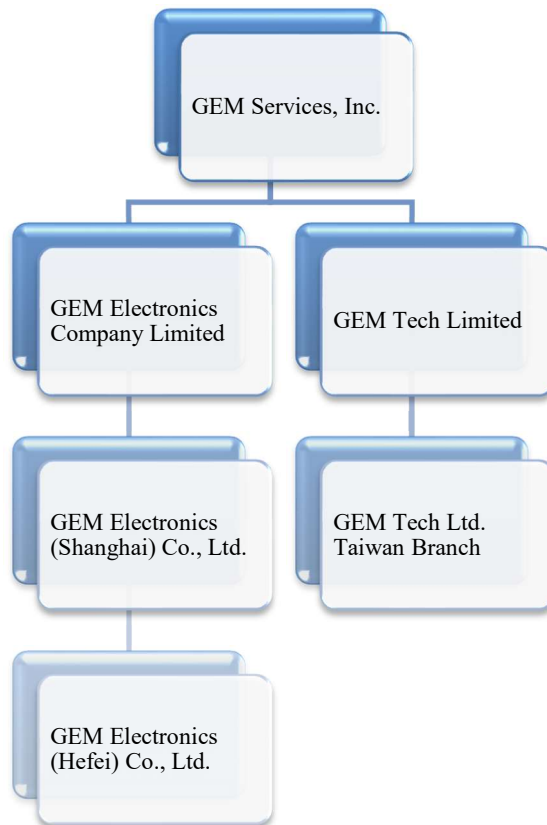 GEM Services, Inc.
GEM Electronics
Company Limited
GEM Tech Limited
GEM Electronics
(Shanghai) Co., Ltd.
GEM Tech Ltd.
Taiwan Branch
GEM Electronics
(Hefei) Co., Ltd.